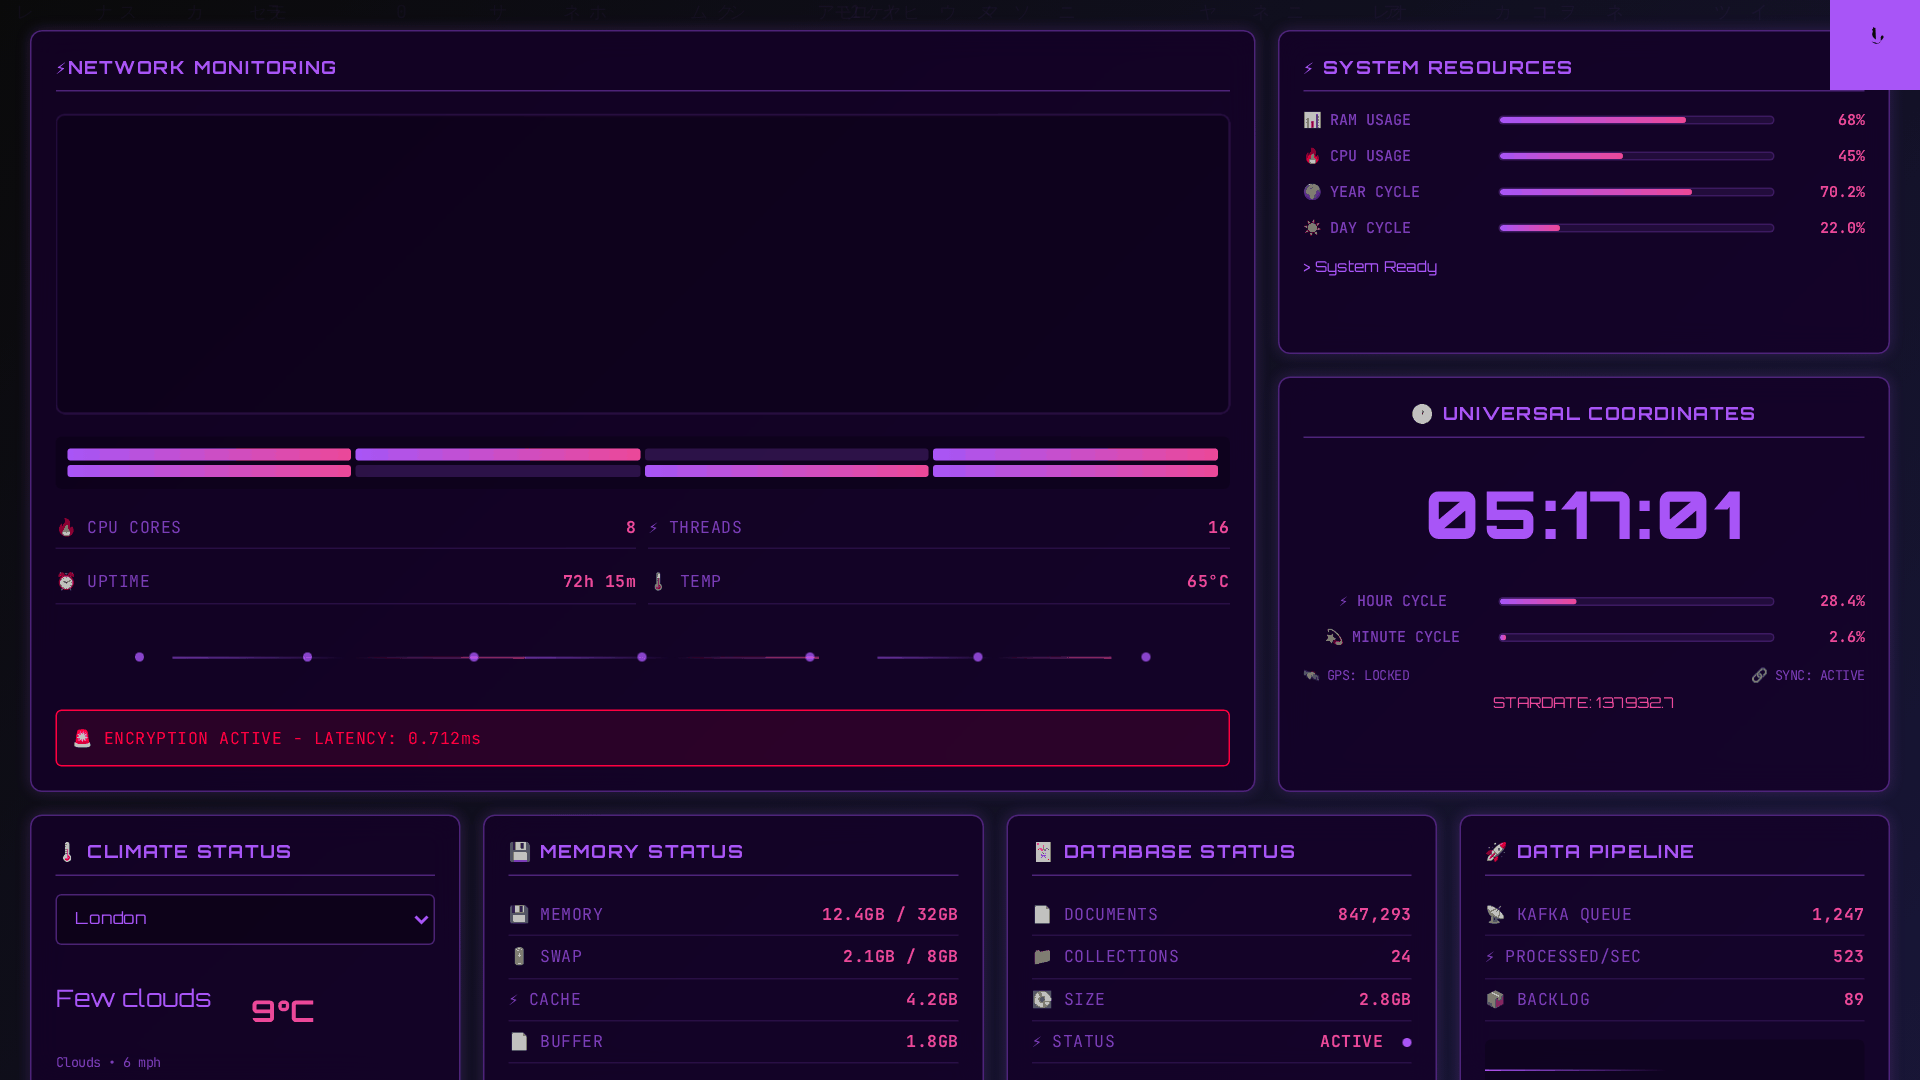 ⚡NETWORK MONITORING
CPU CORES 8
⚡ THREADS 16
UPTIME 72h 15m
TEMP 65°C
ENCRYPTION ACTIVE - LATENCY: 0.712ms
⚡ SYSTEM RESOURCES
RAM USAGE 68%
CPU USAGE 45%
YEAR CYCLE 70.2%
DAY CYCLE 22.0%
> System Ready
UNIVERSAL COORDINATES
05:17:01
⚡ HOUR CYCLE 28.4%
MINUTE CYCLE 2.6%
GPS: LOCKED
SYNC: ACTIVE
STARDATE: 137932.7
CLIMATE STATUS
London
Few clouds
9°C
Clouds • 6 mph
MEMORY STATUS
MEMORY 12.4GB / 32GB
SWAP 2.1GB / 8GB
⚡ CACHE 4.2GB
BUFFER 1.8GB
DATABASE STATUS
DOCUMENTS 847,293
COLLECTIONS 24
SIZE 2.8GB
⚡ STATUS ACTIVE
DATA PIPELINE
KAFKA QUEUE 1,247
⚡ PROCESSED/SEC 523
BACKLOG 89